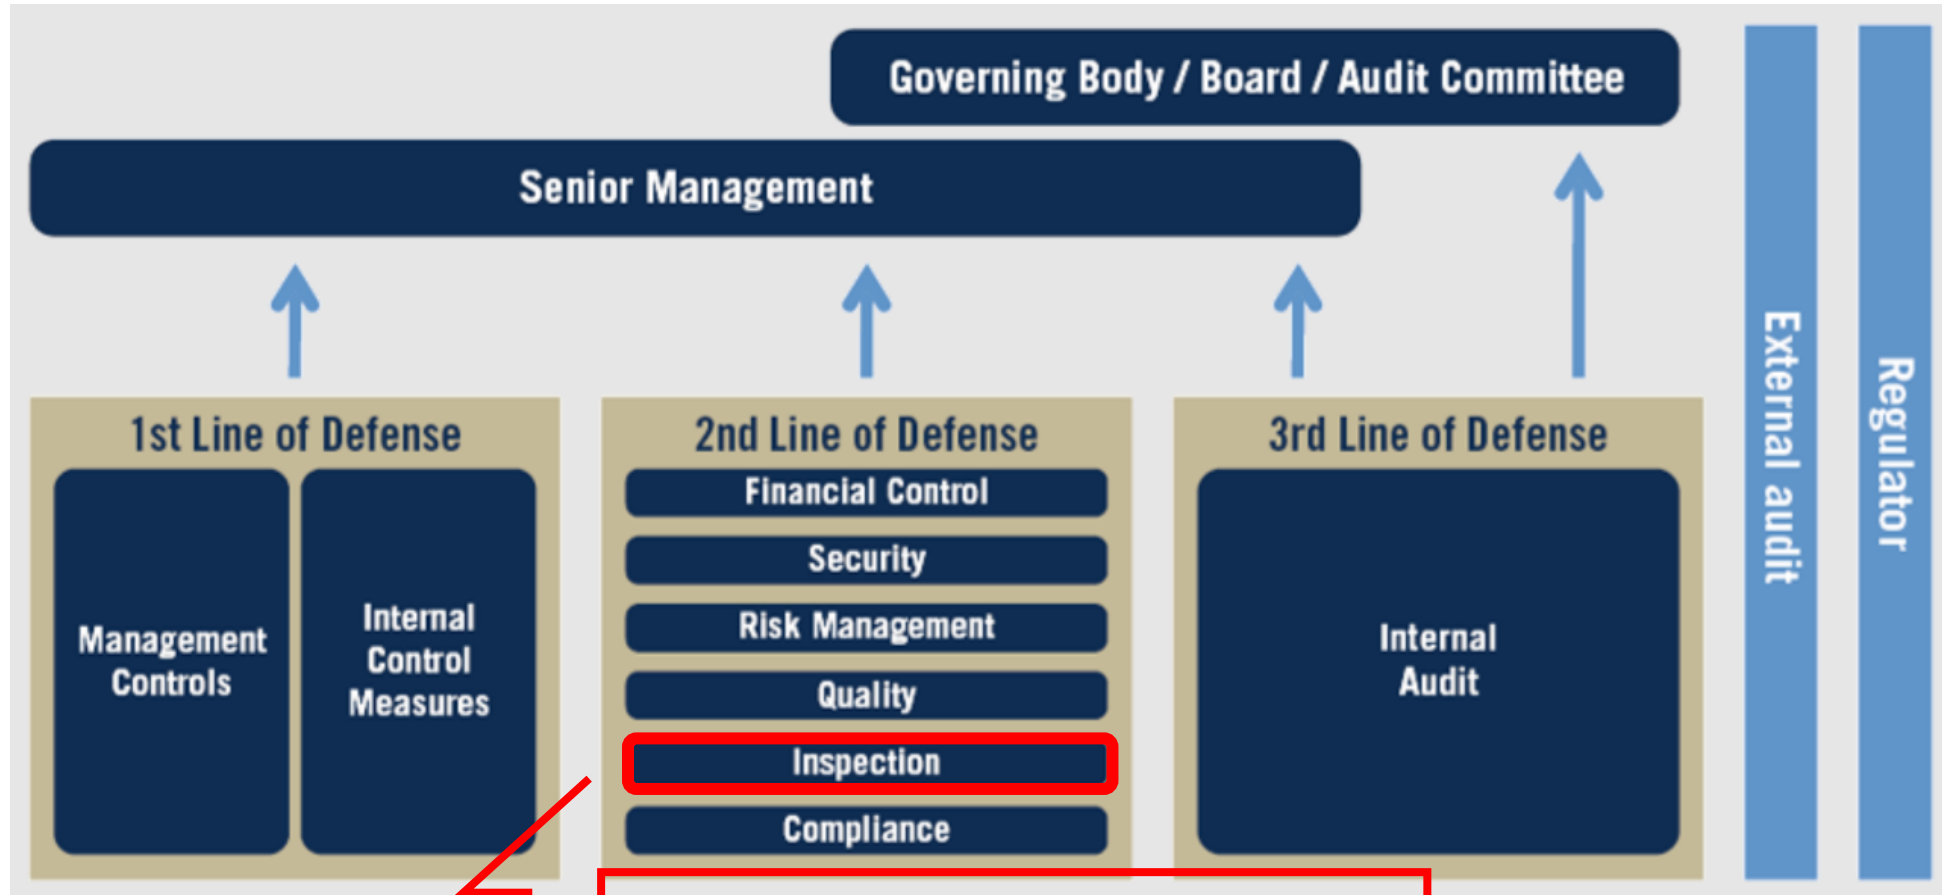 Governing Body / Board / Audit Committee
Senior Management
1st Line of Defense
Management
Controls
Internal
Control
Measures
2nd Line of Defense
Financial Control
Security
Risk Management
Quality
Inspection
Compliance
3rd Line of Defense
Internal
Audit
External audit
Regulator